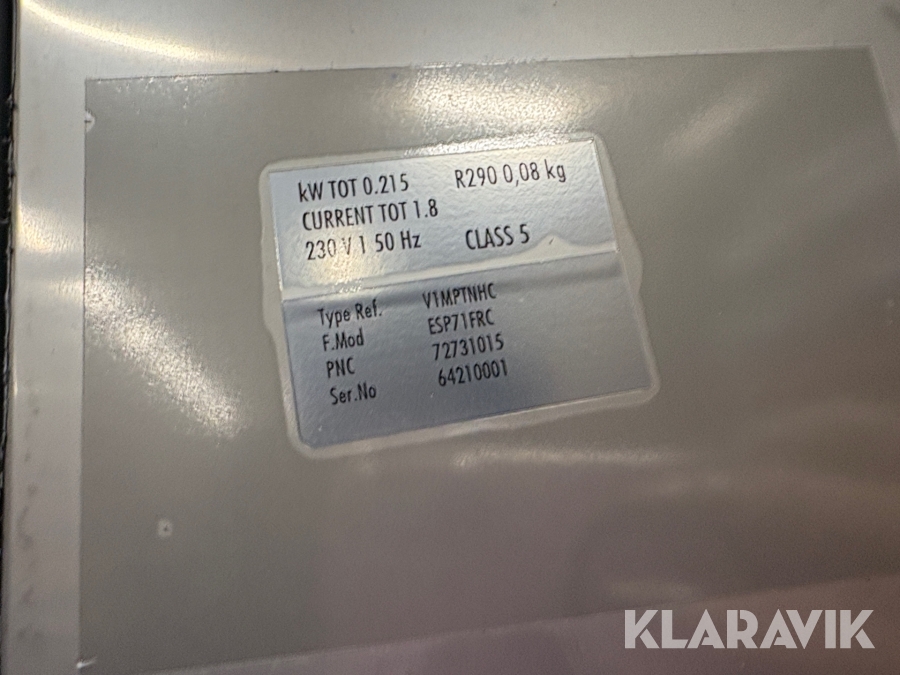 kW TOT 0.215 R290 0,08 kg
CURRENT TOT 1.8
230 V 1 50 Hz CLASS 5
Type Ref. V1MPTNHC
F.Mod ESP71FRC
PNC 72731015
Ser.No 64210001
KLARAVIK